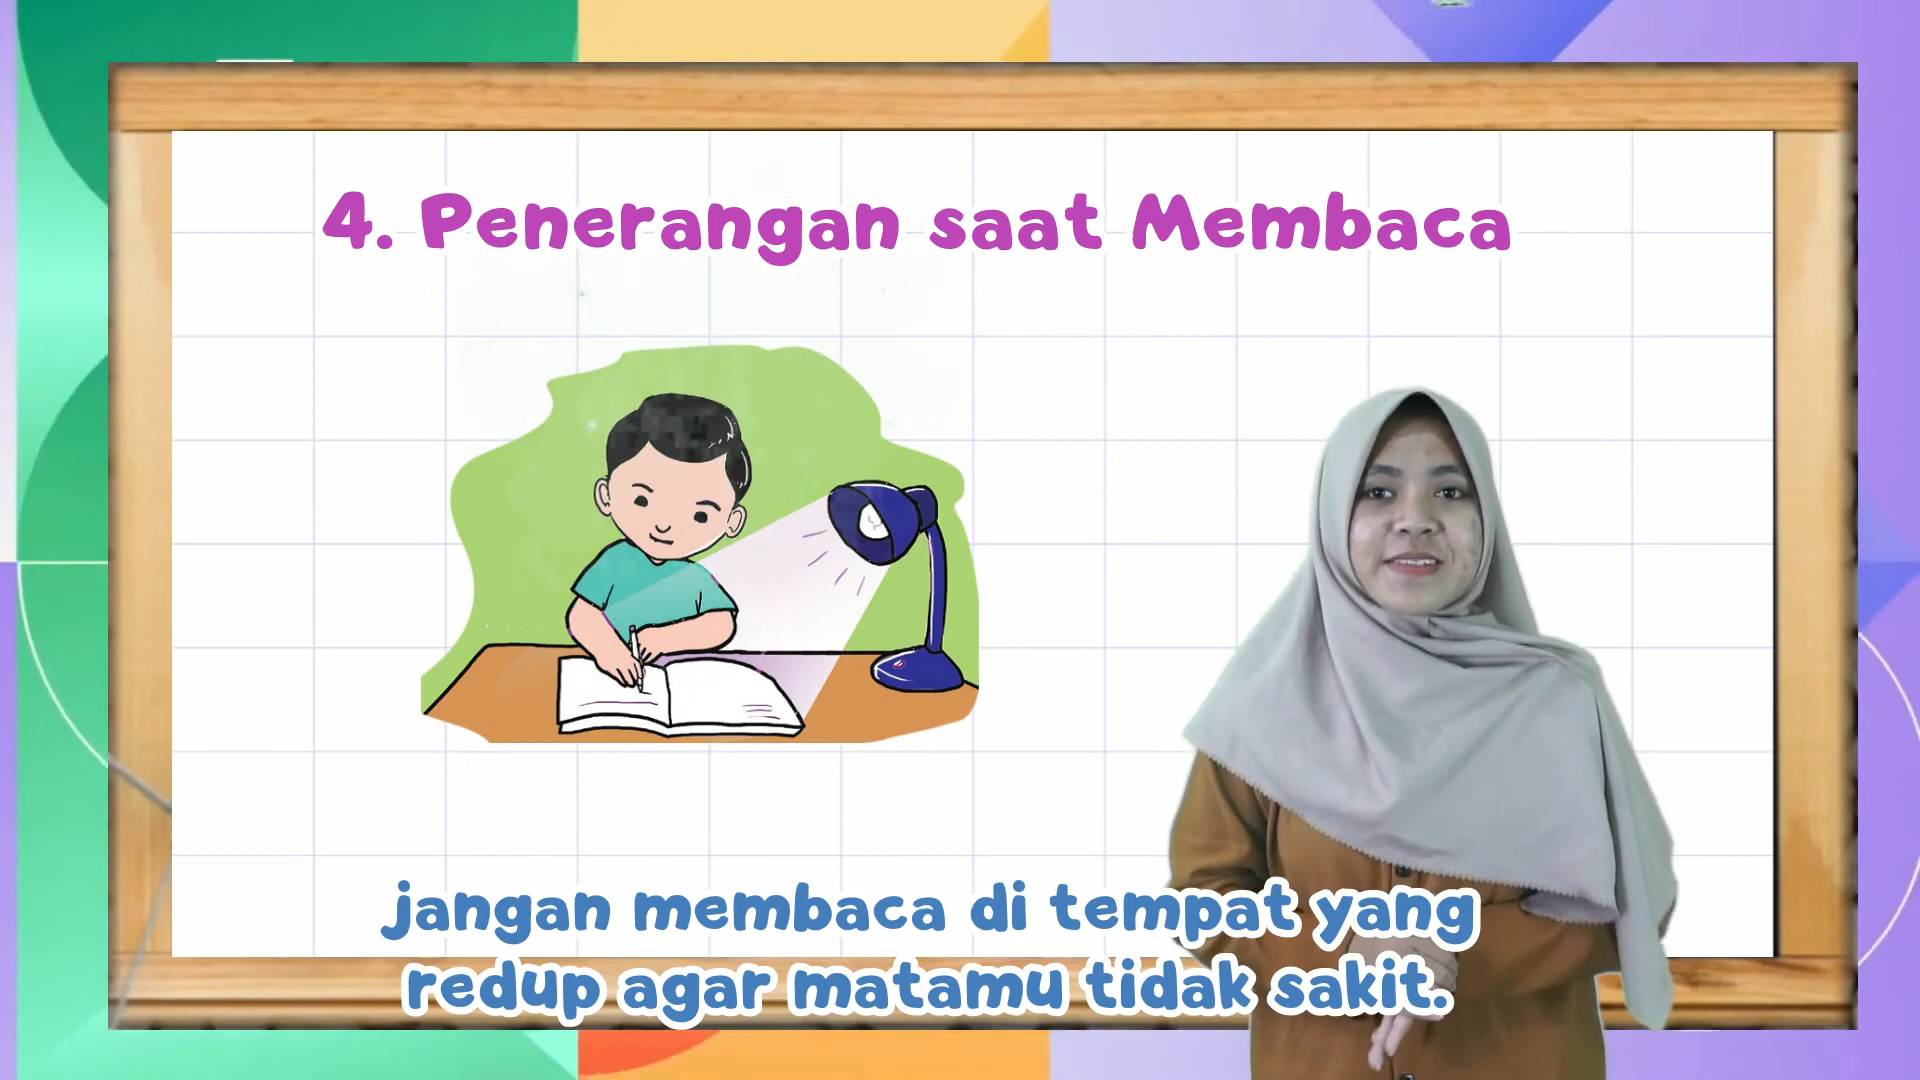 4. Penerangan saat Membaca
jangan membaca di tempat yang
redup agar matamu tidak sakit.